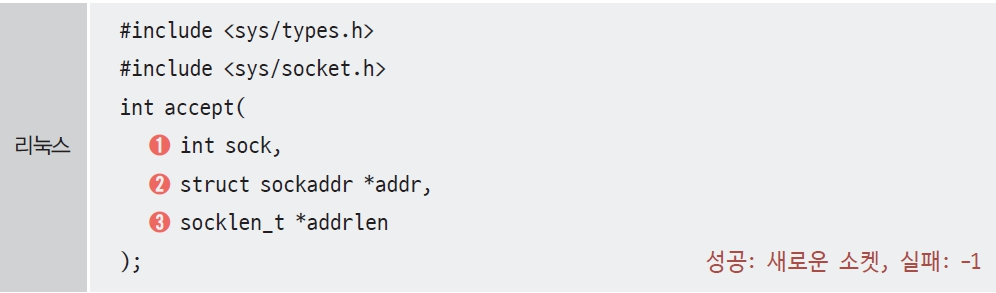 리눅스
#include <sys/types.h>
#include <sys/socket.h>
int accept(
❶ int sock,
❷ struct sockaddr *addr,
❸ socklen_t *addrlen
);
성공: 새로운 소켓, 실패: -1